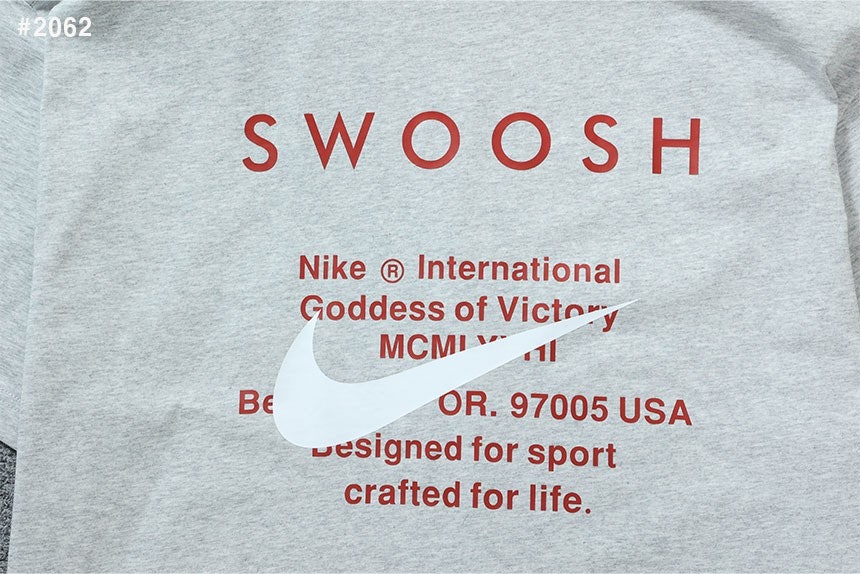 #2062
SWOOSH
Nike ® International
Goddess of Victory
OR. 97005 USA
Designed for sport
crafted for life.